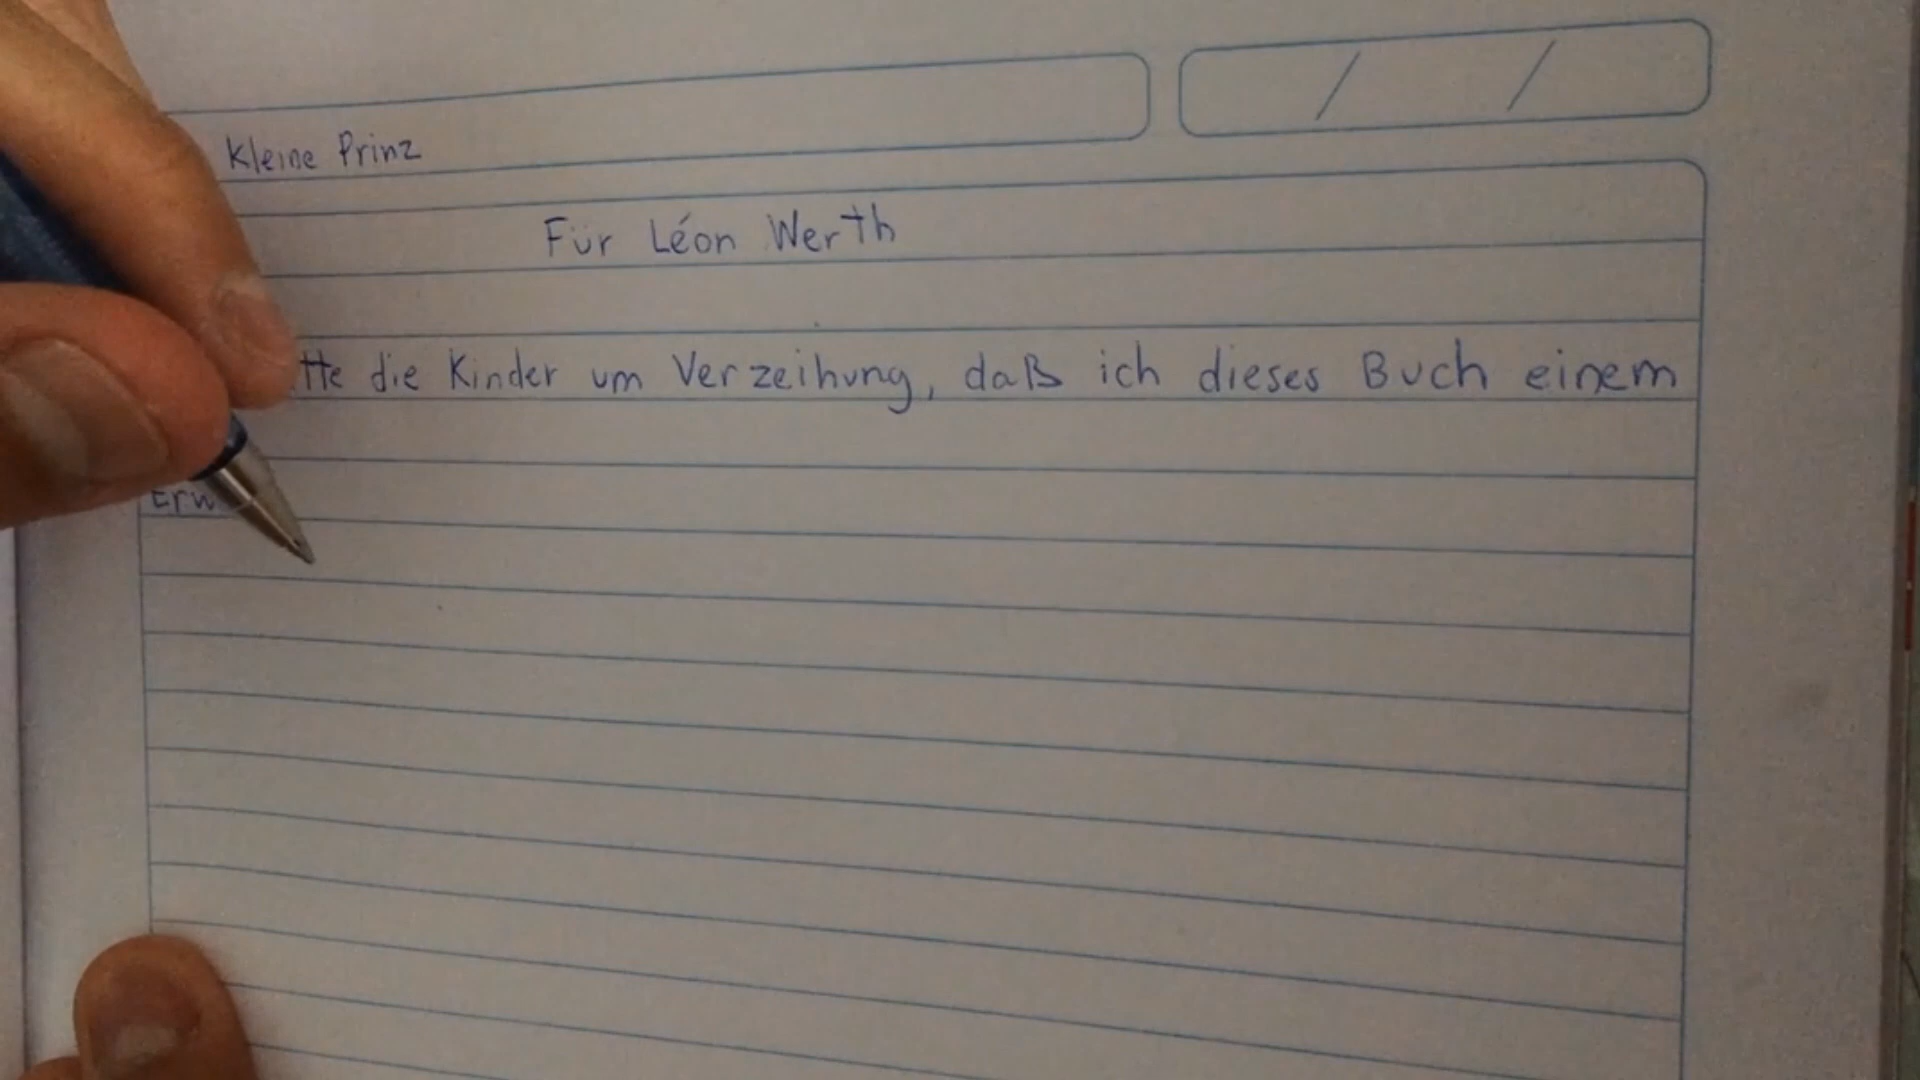 Kleine Prinz
Für Léon Werth
tte die Kinder um Verzeihung, daß ich dieses Buch einem
Erw